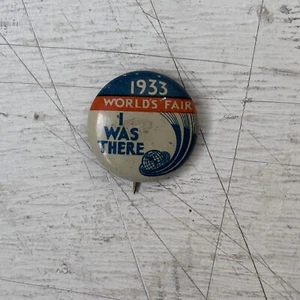 1933
WORLD'S FAIR
I
WAS
THERE